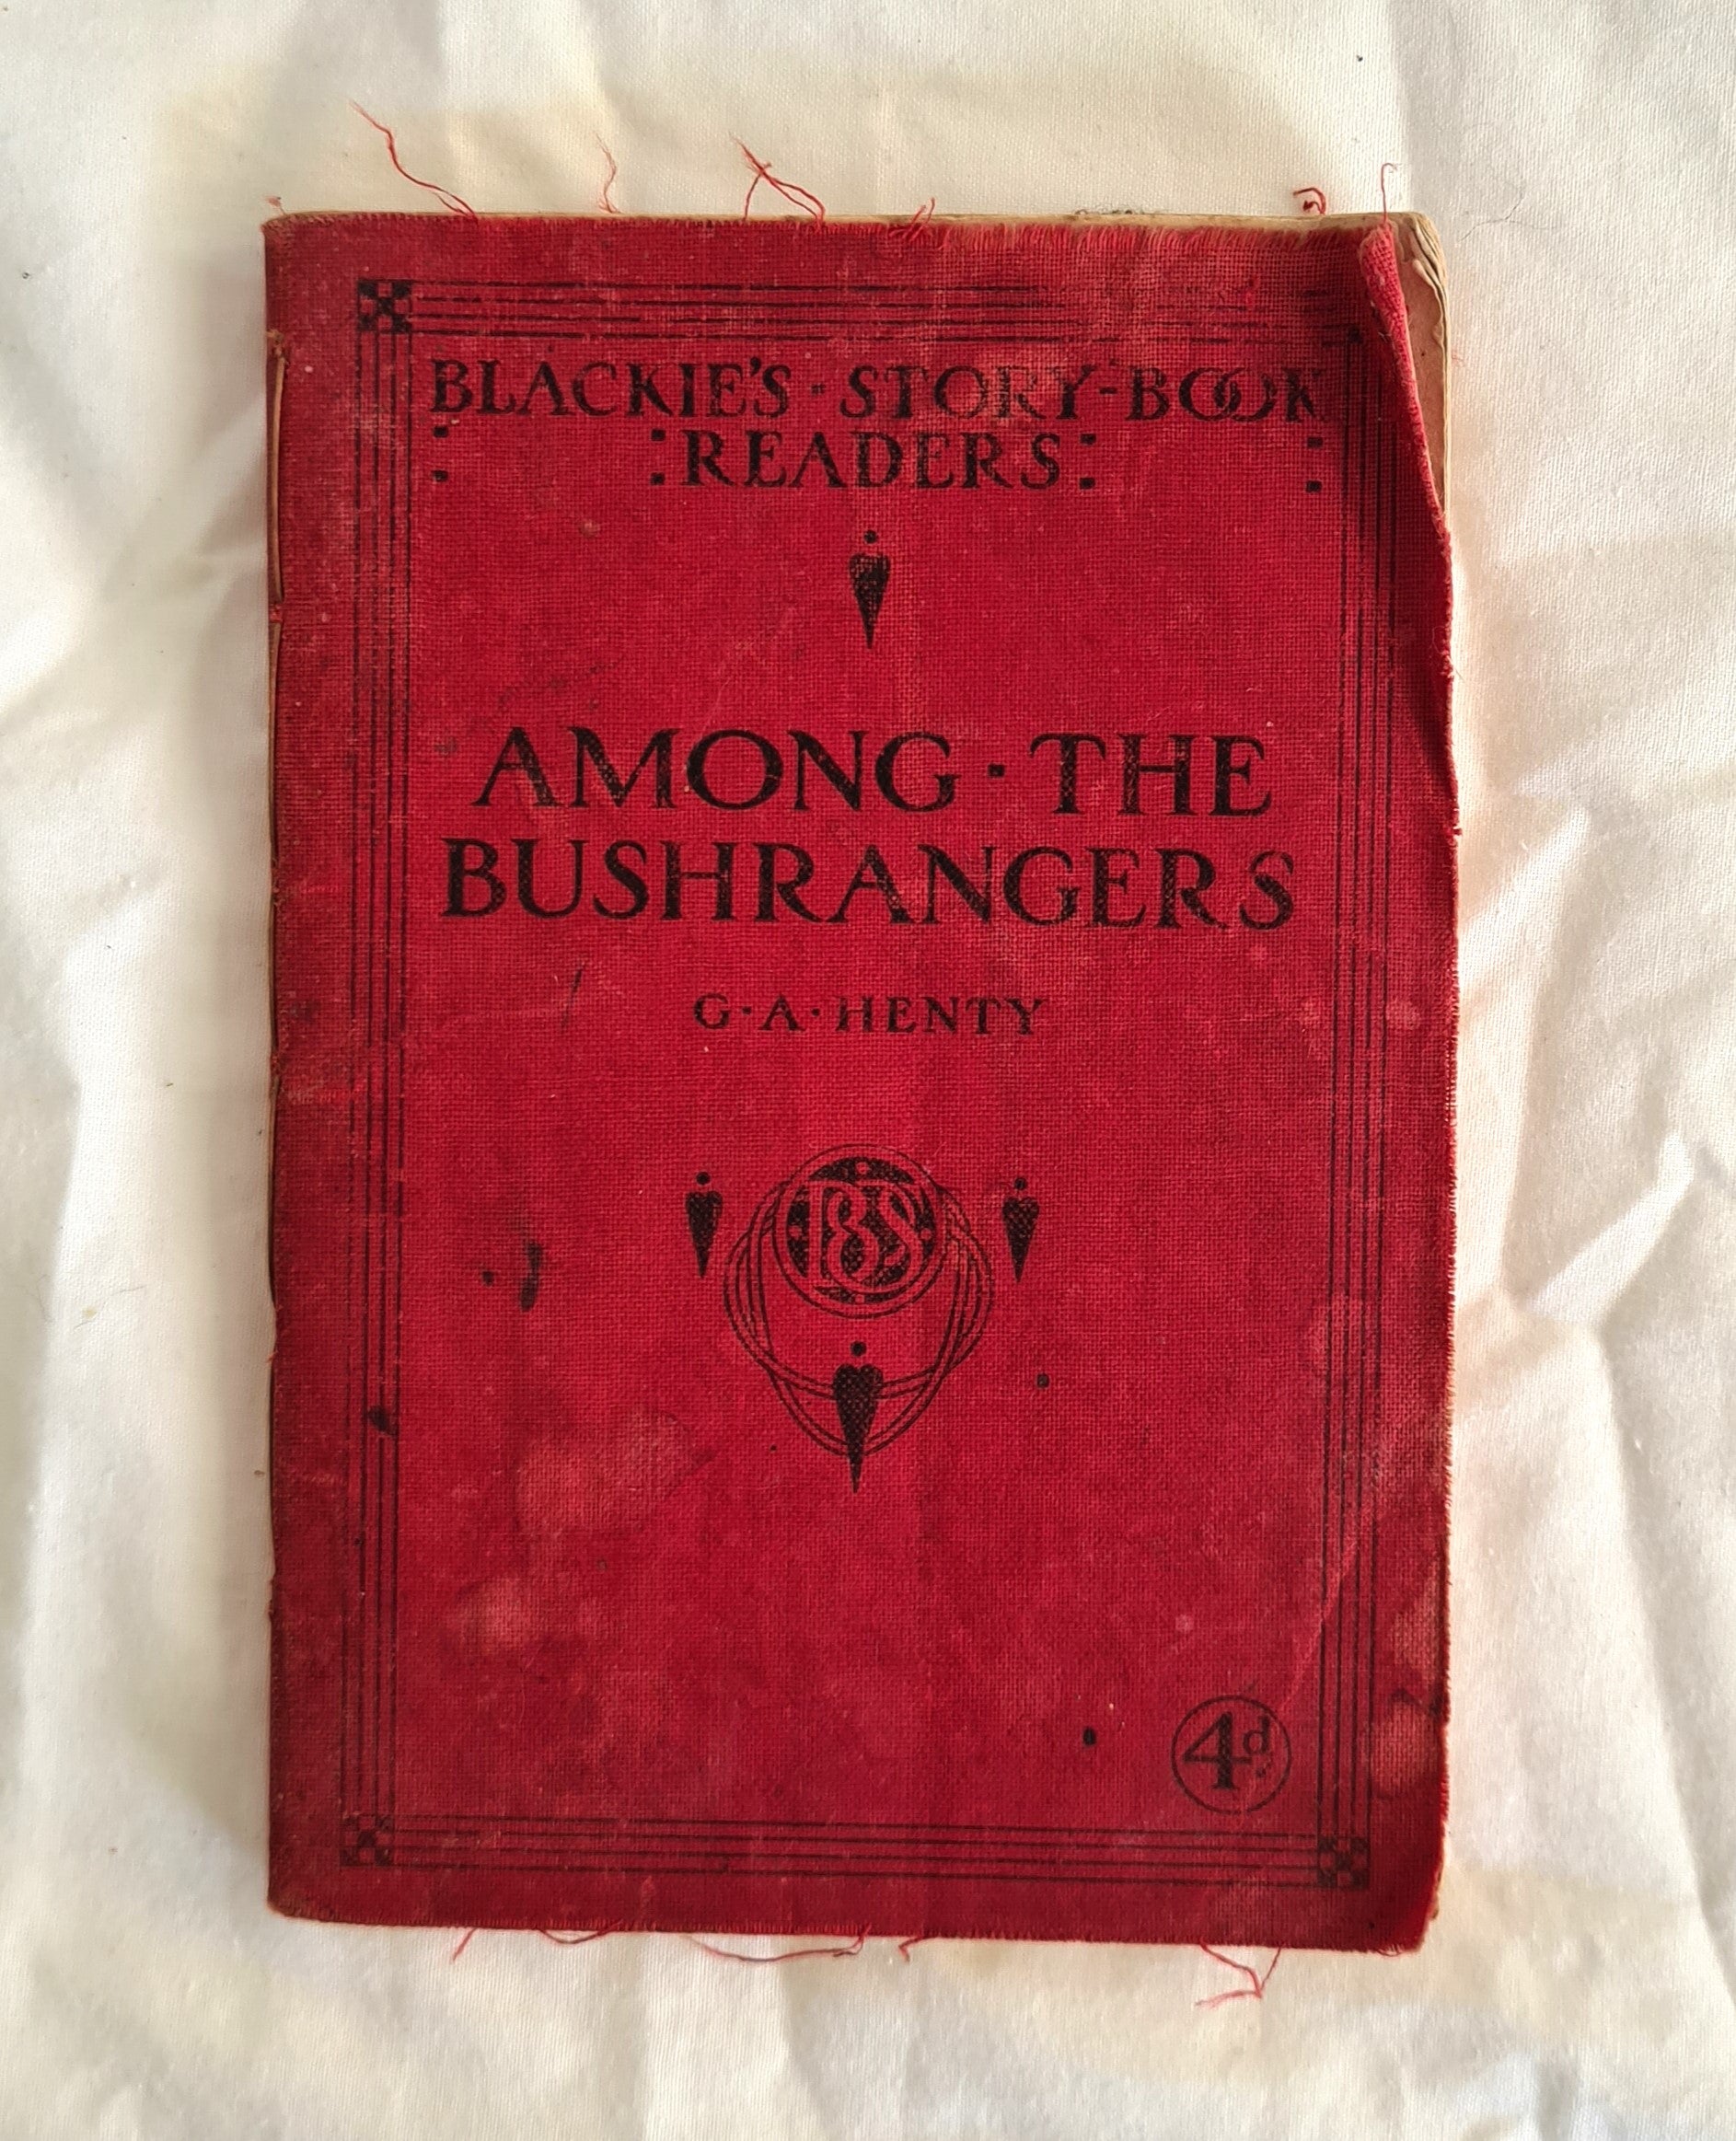 BLACKIE'S · STORY-BOOK
: :READERS: :
AMONG · THE
BUSHRANGERS
G · A · HENTY
B&S
4d.